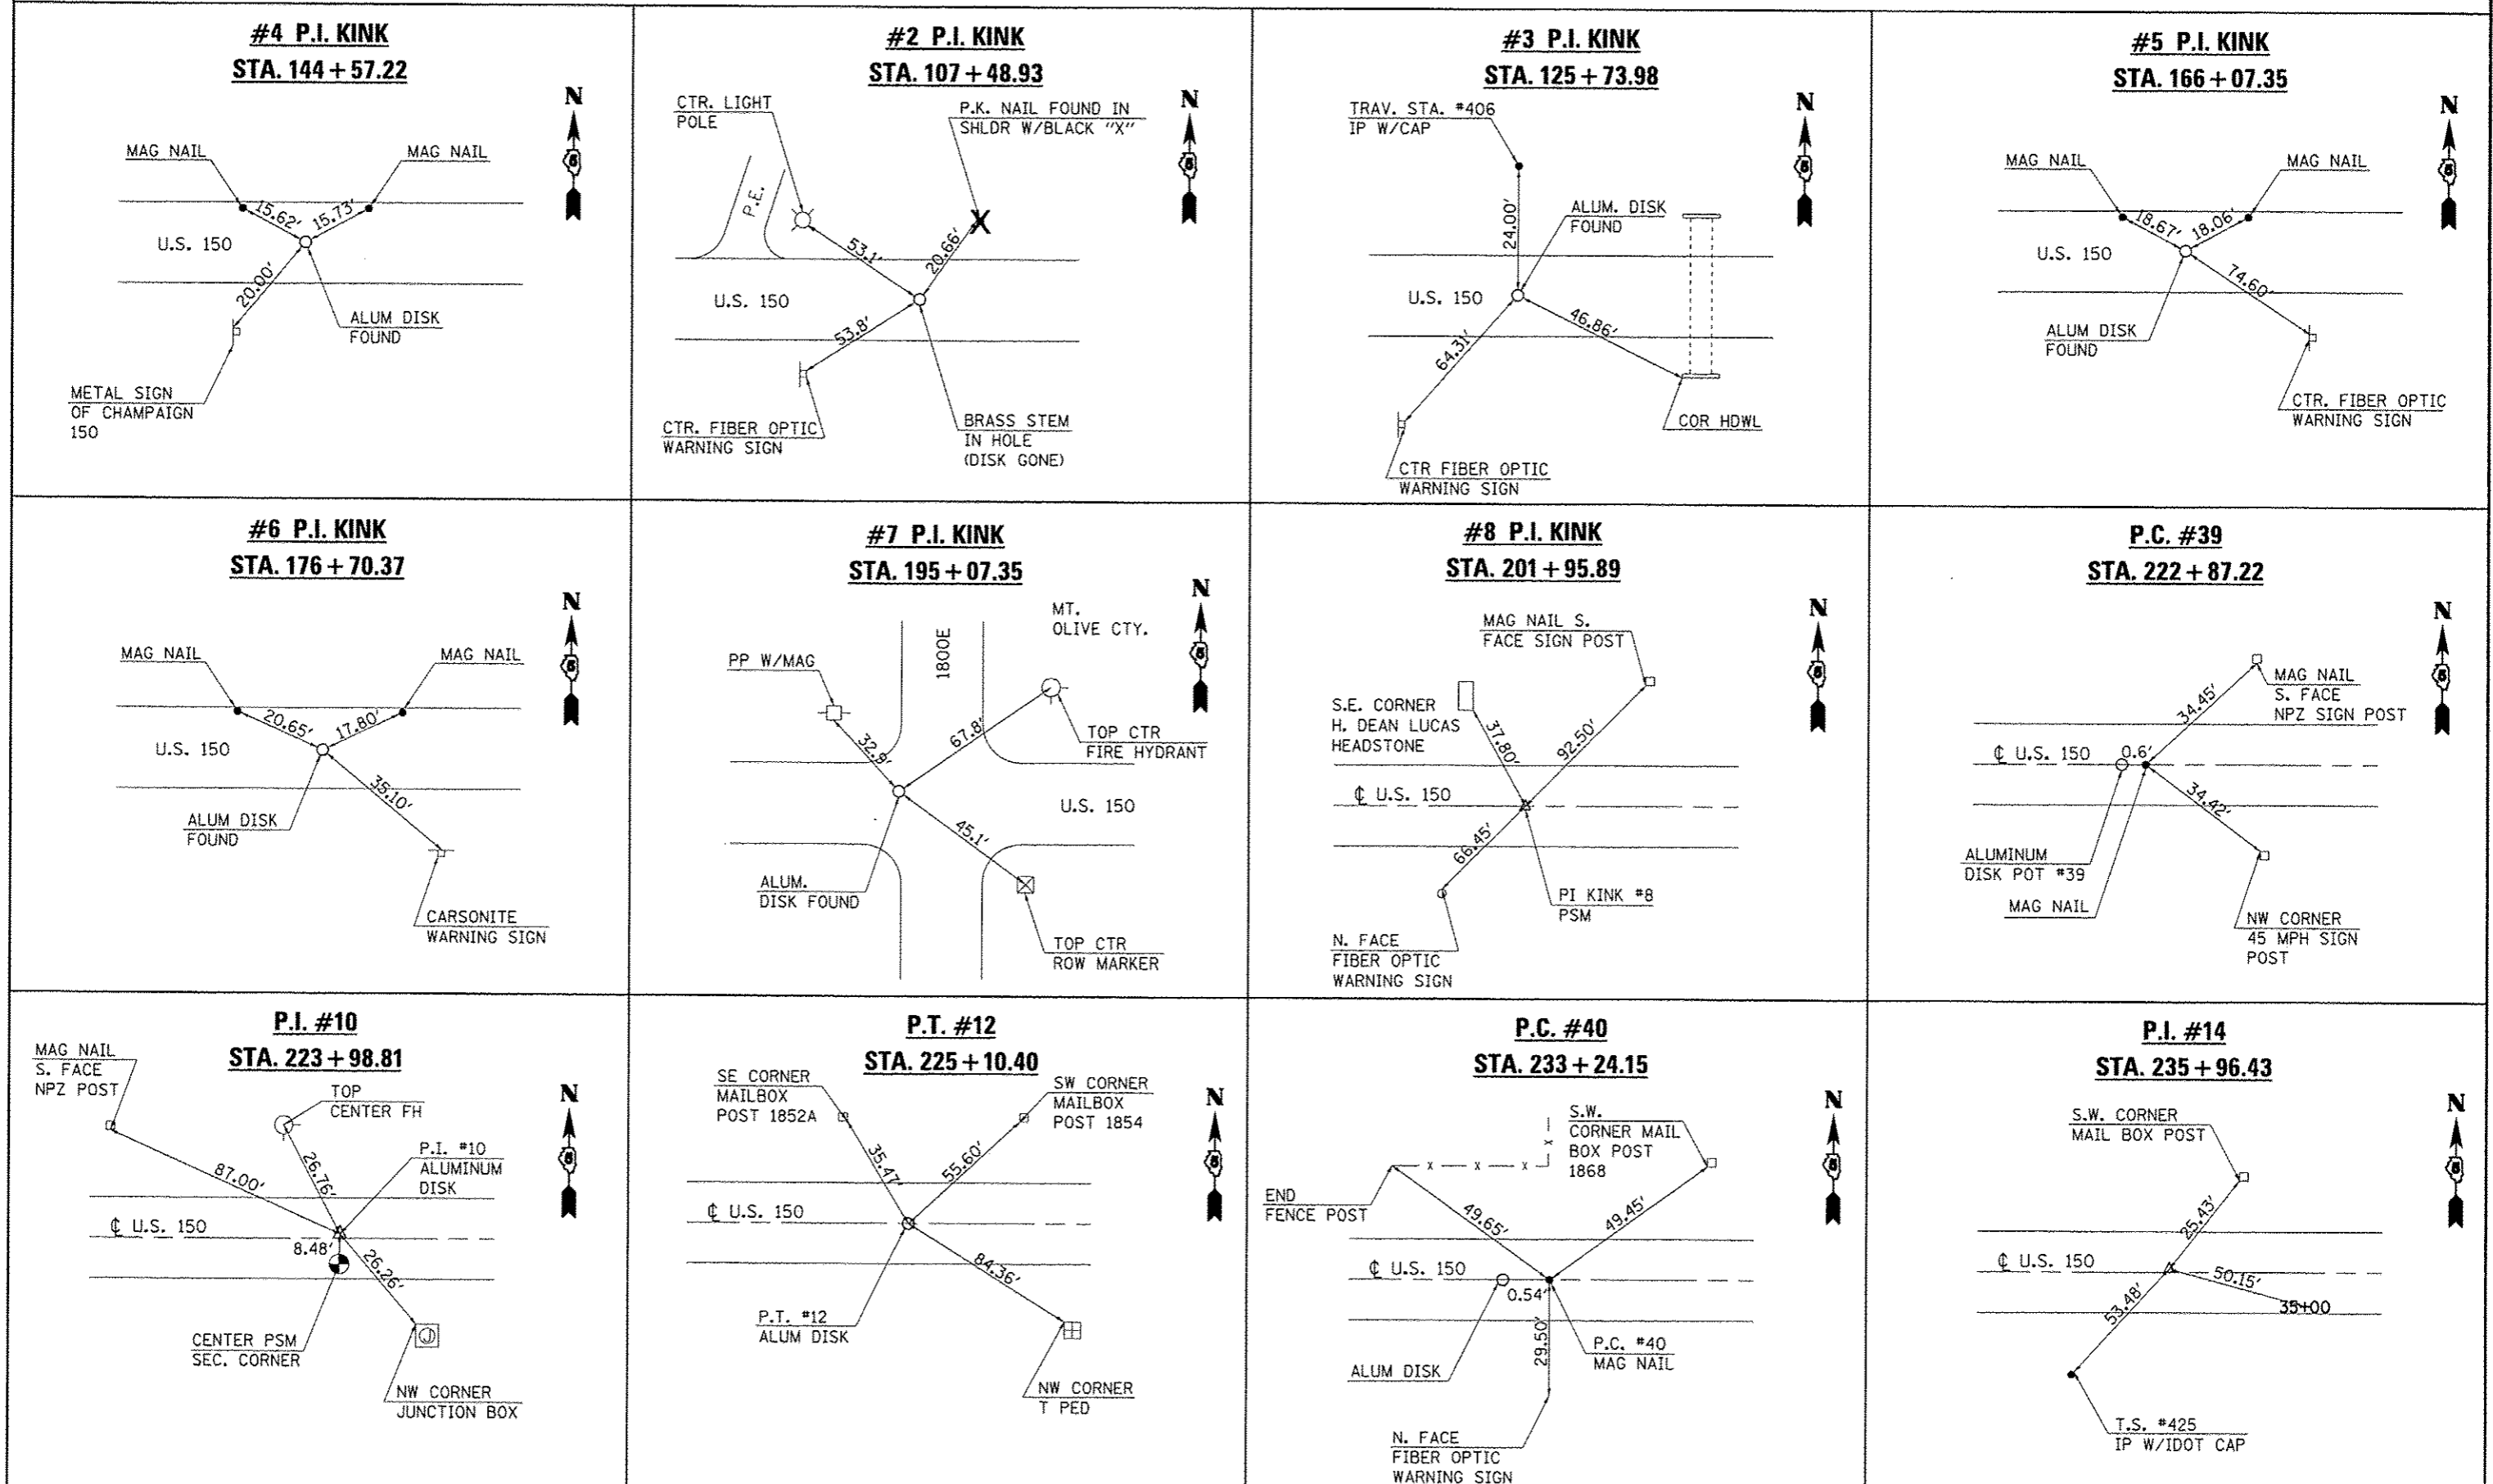 #4 P.I. KINK
STA. 144+57.22
N
MAG NAIL
MAG NAIL
15.62'
15.73'
U.S. 150
20.00'
ALUM DISK
FOUND
METAL SIGN
OF CHAMPAIGN
150
#2 P.I. KINK
STA. 107+48.93
CTR. LIGHT
POLE
P.K. NAIL FOUND IN
SHLDR W/BLACK "X"
N
P.E.
X
53.1'
20.66'
U.S. 150
53.8'
CTR. FIBER OPTIC
WARNING SIGN
BRASS STEM
IN HOLE
(DISK GONE)
#3 P.I. KINK
STA. 125+73.98
TRAV. STA. #406
IP W/CAP
N
24.00'
ALUM. DISK
FOUND
U.S. 150
46.86'
64.31'
COR HDWL
CTR FIBER OPTIC
WARNING SIGN
#5 P.I. KINK
STA. 166+07.35
N
MAG NAIL
MAG NAIL
18.67'
18.06'
U.S. 150
74.60'
ALUM DISK
FOUND
CTR. FIBER OPTIC
WARNING SIGN
#6 P.I. KINK
STA. 176+70.37
N
MAG NAIL
MAG NAIL
20.65'
17.80'
U.S. 150
35.10'
ALUM DISK
FOUND
CARSONITE
WARNING SIGN
#7 P.I. KINK
STA. 195+07.35
N
MT.
OLIVE CTY.
1800E
PP W/MAG
32.9'
67.8'
TOP CTR
FIRE HYDRANT
U.S. 150
45.1'
ALUM.
DISK FOUND
TOP CTR
ROW MARKER
#8 P.I. KINK
STA. 201+95.89
N
MAG NAIL S.
FACE SIGN POST
S.E. CORNER
H. DEAN LUCAS
HEADSTONE
37.80'
92.50'
℄ U.S. 150
66.45'
PI KINK #8
PSM
N. FACE
FIBER OPTIC
WARNING SIGN
P.C. #39
STA. 222+87.22
N
MAG NAIL
S. FACE
NPZ SIGN POST
34.45'
℄ U.S. 150
0.6'
34.42'
ALUMINUM
DISK POT #39
MAG NAIL
NW CORNER
45 MPH SIGN
POST
P.I. #10
STA. 223+98.81
MAG NAIL
S. FACE
NPZ POST
TOP
CENTER FH
N
P.I. #10
ALUMINUM
DISK
87.00'
26.76'
℄ U.S. 150
8.48'
26.26'
J
CENTER PSM
SEC. CORNER
NW CORNER
JUNCTION BOX
P.T. #12
STA. 225+10.40
SE CORNER
MAILBOX
POST 1852A
SW CORNER
MAILBOX
POST 1854
N
35.47'
55.60'
℄ U.S. 150
84.36'
P.T. #12
ALUM DISK
NW CORNER
T PED
P.C. #40
STA. 233+24.15
N
S.W.
CORNER MAIL
BOX POST
1868
END
FENCE POST
49.65'
49.45'
℄ U.S. 150
0.54'
29.50'
ALUM DISK
P.C. #40
MAG NAIL
N. FACE
FIBER OPTIC
WARNING SIGN
P.I. #14
STA. 235+96.43
N
S.W. CORNER
MAIL BOX POST
25.43'
℄ U.S. 150
50.15'
35+00
53.48'
T.S. #425
IP W/IDOT CAP